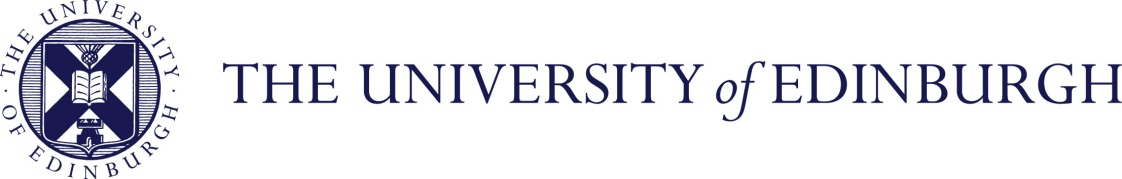 THE UNIVERSITY · OF EDINBURGH ·
THE UNIVERSITY of EDINBURGH